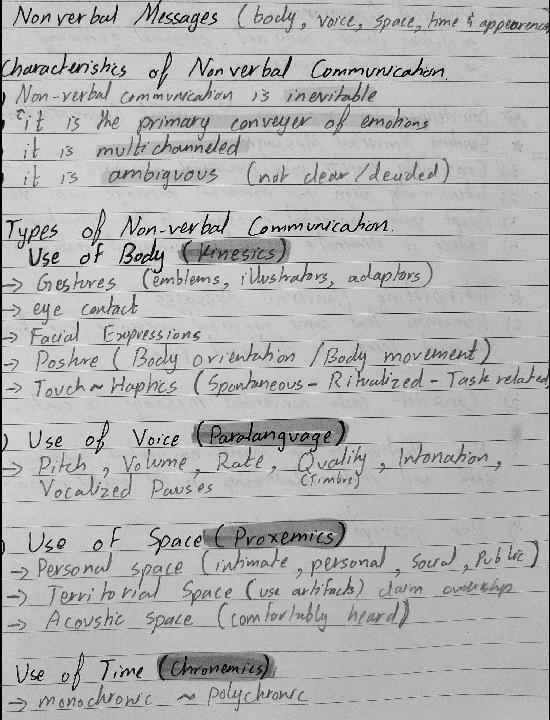 Nonverbal Messages (body, voice, space, time & appearence
Characteristics of Nonverbal Communication.
) Non-verbal communication is inevitable
it is the primary conveyer of emotions
it is multichanneled
it is ambiguous (not clear/decided)
Types of Non-verbal Communication.
Use of Body (Kinesics)
→ Gestures (emblems, illustrators, adaptors)
→ eye contact
→ Facial Expressions
→ Posture (Body orientation / Body movement)
→ Touch ~ Haptics (Spontaneous - Ritualized - Task related)
) Use of Voice (Paralanguage)
→ Pitch, Volume, Rate, Quality, Intonation,
(Timbre)
Vocalized Pauses
) Use of Space (Proxemics)
→ Personal space (intimate, personal, Social, Public)
→ Territorial Space (use artifacts) claim ownership
→ Acoustic space (comfortably heard)
Use of Time (Chronemics)
→ monochronic ~ polychronic